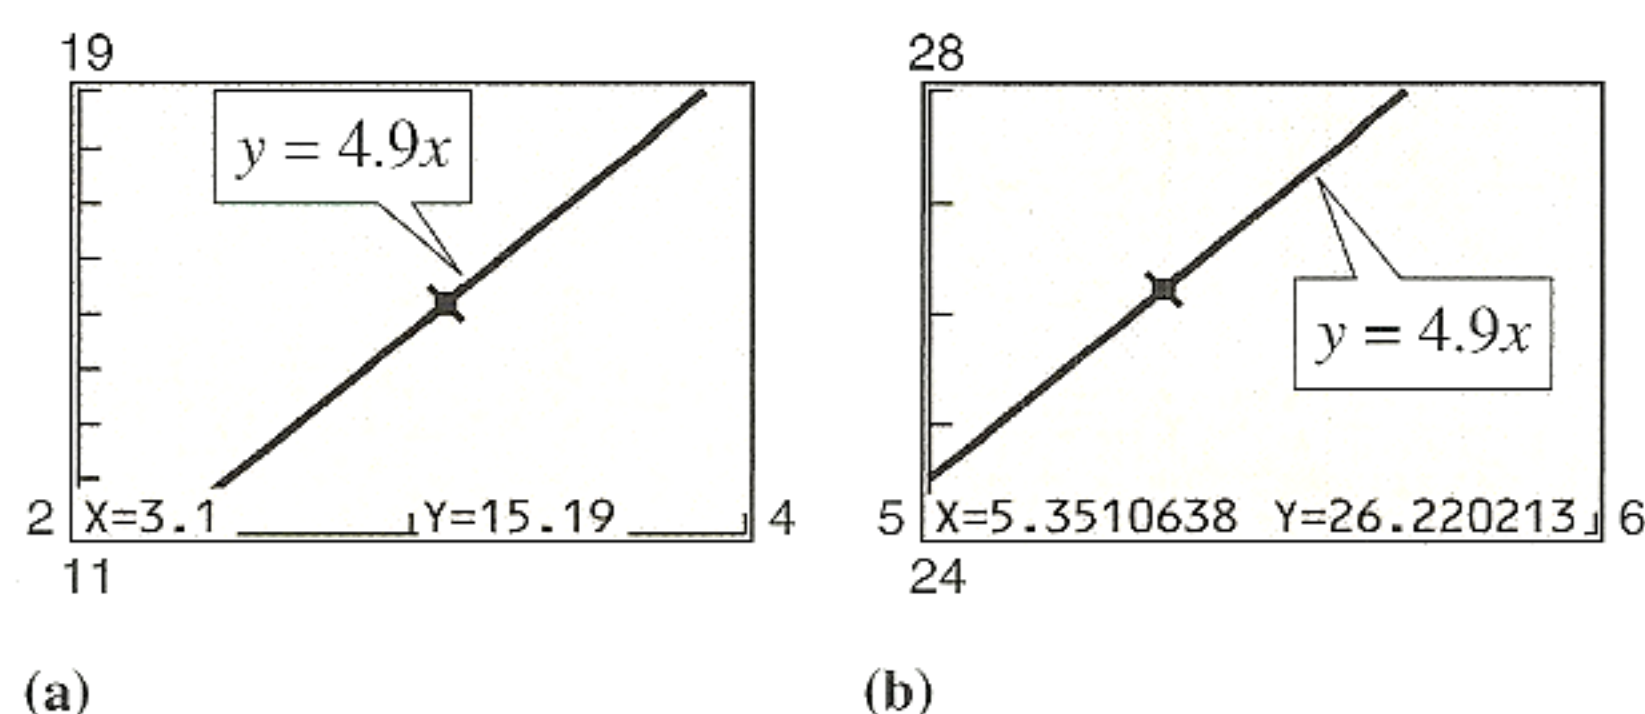 19
y = 4.9x
2 X=3.1 Y=15.19 4
11
(a)
28
y = 4.9x
5 X=5.3510638 Y=26.220213 6
24
(b)